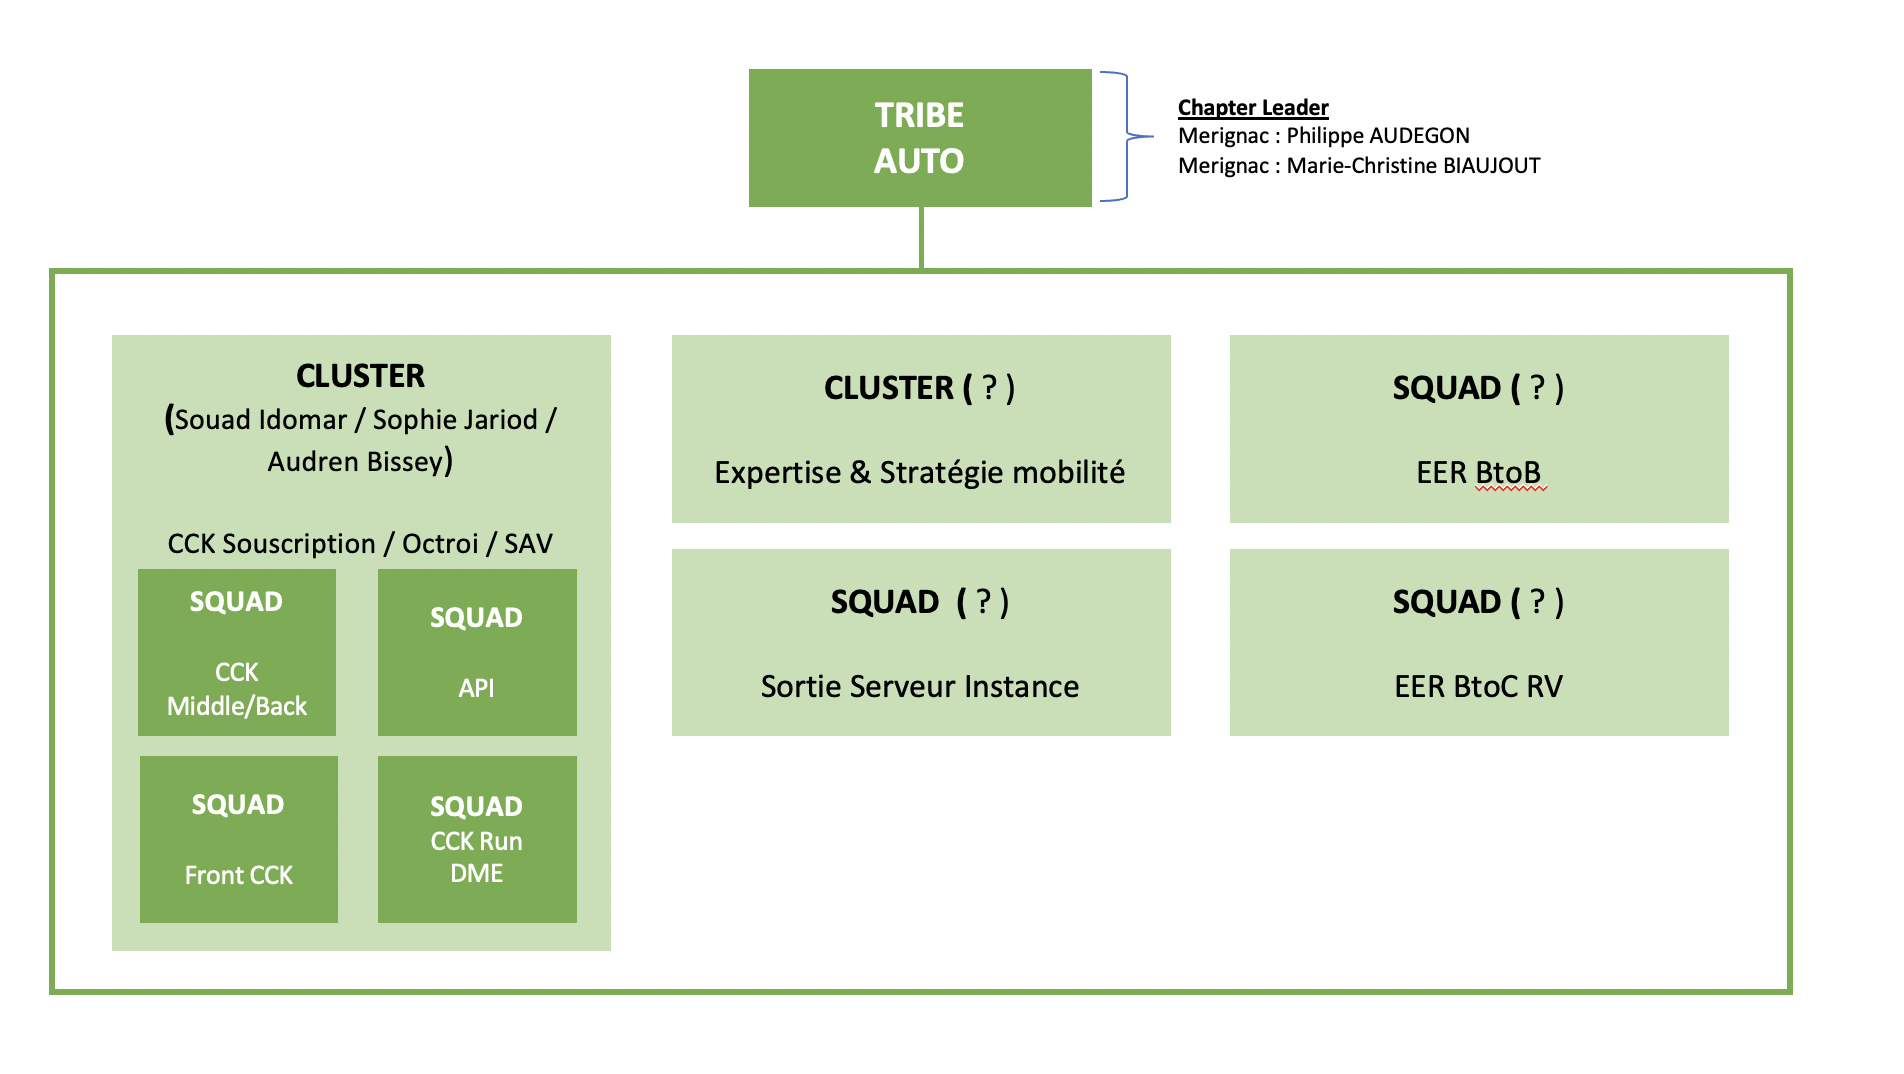 TRIBE
AUTO
Chapter Leader
Merignac : Philippe AUDEGON
Merignac : Marie-Christine BIAUJOUT
CLUSTER
(Souad Idomar / Sophie Jariod /
Audren Bissey)
CCK Souscription / Octroi / SAV
SQUAD
CCK
Middle/Back
SQUAD
API
SQUAD
Front CCK
SQUAD
CCK Run
DME
CLUSTER ( ? )
Expertise & Stratégie mobilité
SQUAD ( ? )
EER BtoB
SQUAD  ( ? )
Sortie Serveur Instance
SQUAD ( ? )
EER BtoC RV